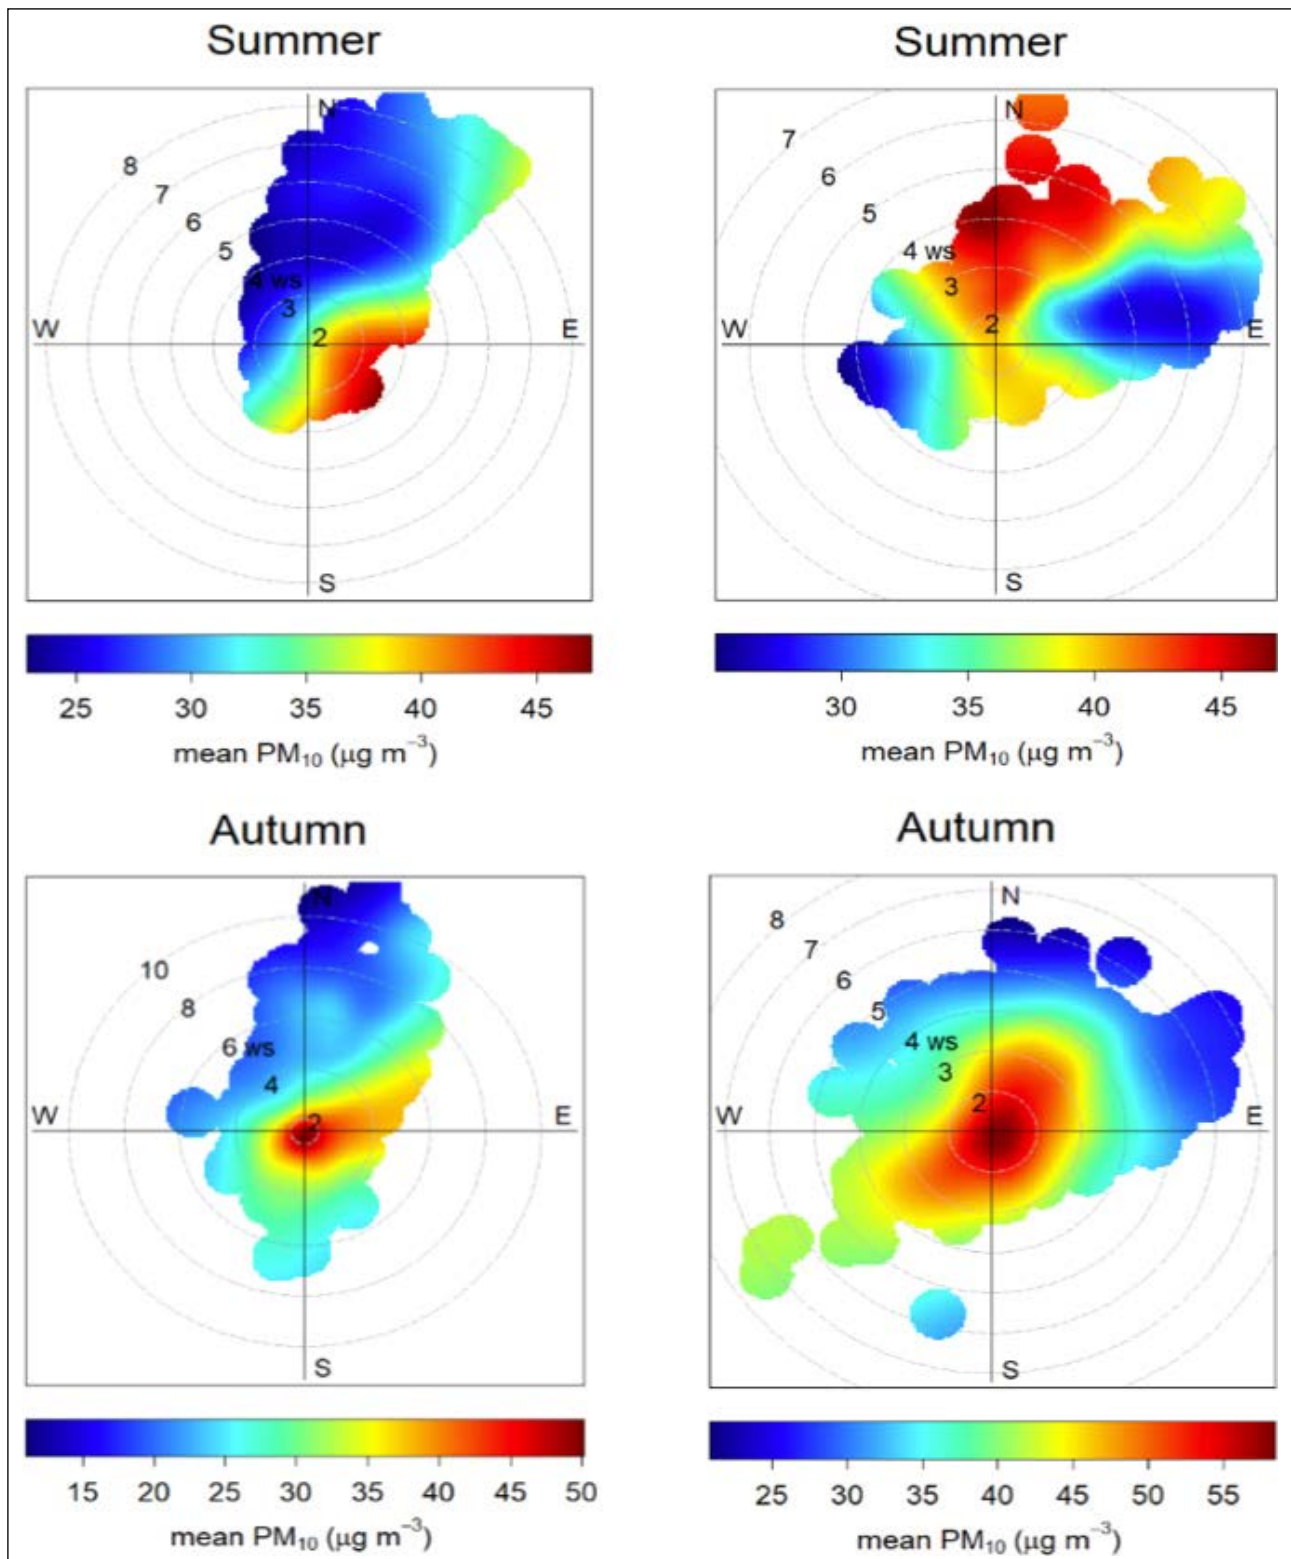 Summer
N
8
7
6
5
4 ws
3
2
W
E
S
25 30 35 40 45
mean PM₁₀ (µg m⁻³)
Summer
N
7
6
5
4 ws
3
2
W
E
S
30 35 40 45
mean PM₁₀ (µg m⁻³)
Autumn
N
10
8
6 ws
4
2
W
E
S
15 20 25 30 35 40 45 50
mean PM₁₀ (µg m⁻³)
Autumn
N
8
7
6
5
4 ws
3
2
W
E
S
25 30 35 40 45 50 55
mean PM₁₀ (µg m⁻³)